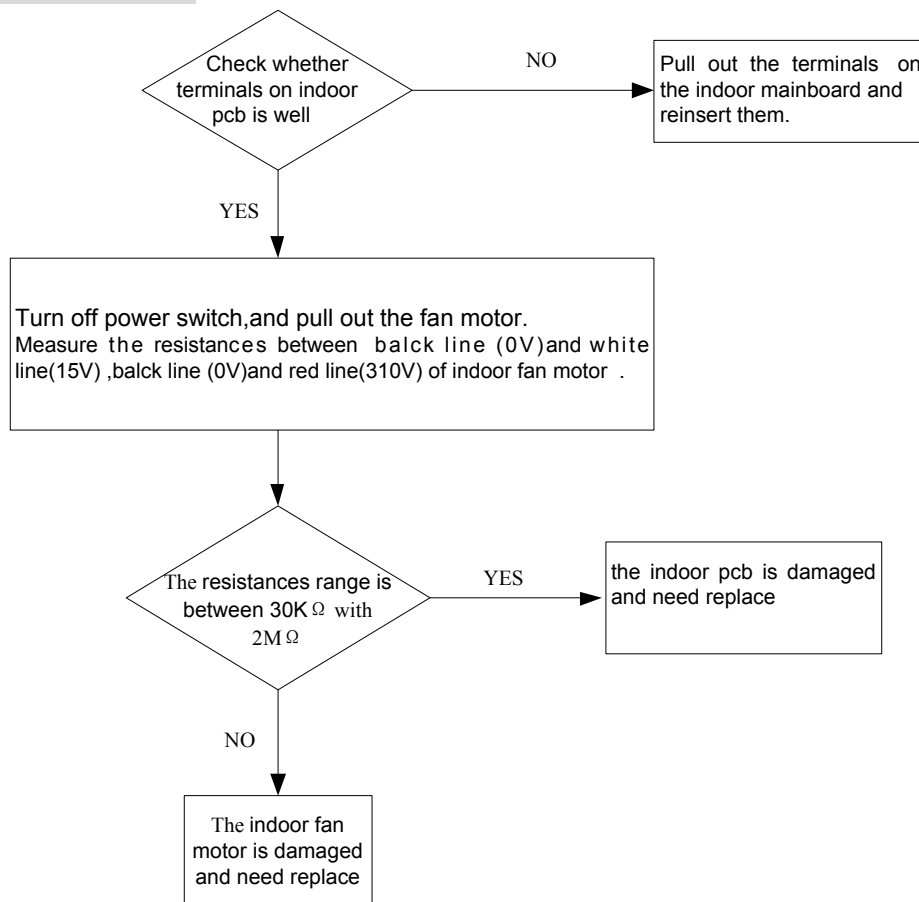 Check whether
terminals on indoor
pcb is well
NO
Pull out the terminals on
the indoor mainboard and
reinsert them.
YES
Turn off power switch,and pull out the fan motor.
Measure the resistances between balck line (0V)and white
line(15V) ,balck line (0V)and red line(310V) of indoor fan motor .
The resistances range is
between 30KΩ with
2MΩ
YES
the indoor pcb is damaged
and need replace
NO
The indoor fan
motor is damaged
and need replace